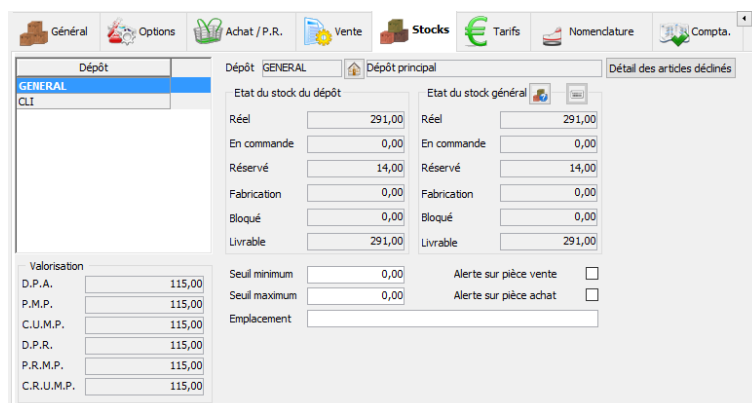 Général Options Achat / P.R. Vente Stocks Tarifs Nomenclature Compta.
Dépôt
GENERAL
CLI
Dépôt GENERAL Dépôt principal Détail des articles déclinés
Etat du stock du dépôt Etat du stock général
Réel 291,00 Réel 291,00
En commande 0,00 En commande 0,00
Réservé 14,00 Réservé 14,00
Fabrication 0,00 Fabrication 0,00
Bloqué 0,00 Bloqué 0,00
Livrable 291,00 Livrable 291,00
Valorisation
D.P.A. 115,00
P.M.P. 115,00
C.U.M.P. 115,00
D.P.R. 115,00
P.R.M.P. 115,00
C.R.U.M.P. 115,00
Seuil minimum 0,00 Alerte sur pièce vente
Seuil maximum 0,00 Alerte sur pièce achat
Emplacement